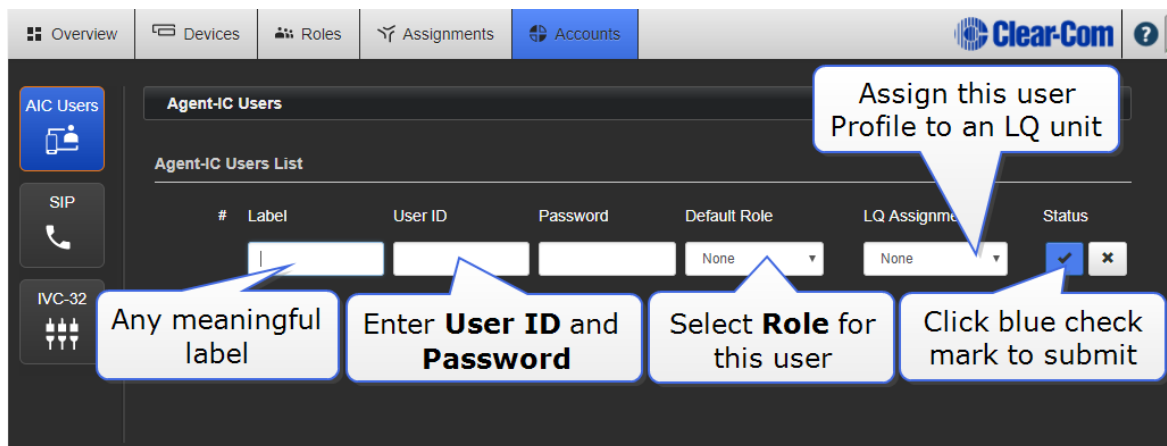 Overview Devices Roles Assignments Accounts Clear-Com ?
AIC Users
SIP
IVC-32
Agent-IC Users
Agent-IC Users List
# Label User ID Password Default Role LQ Assignme Status
None None
Assign this user
Profile to an LQ unit
Any meaningful
label
Enter User ID and
Password
Select Role for
this user
Click blue check
mark to submit